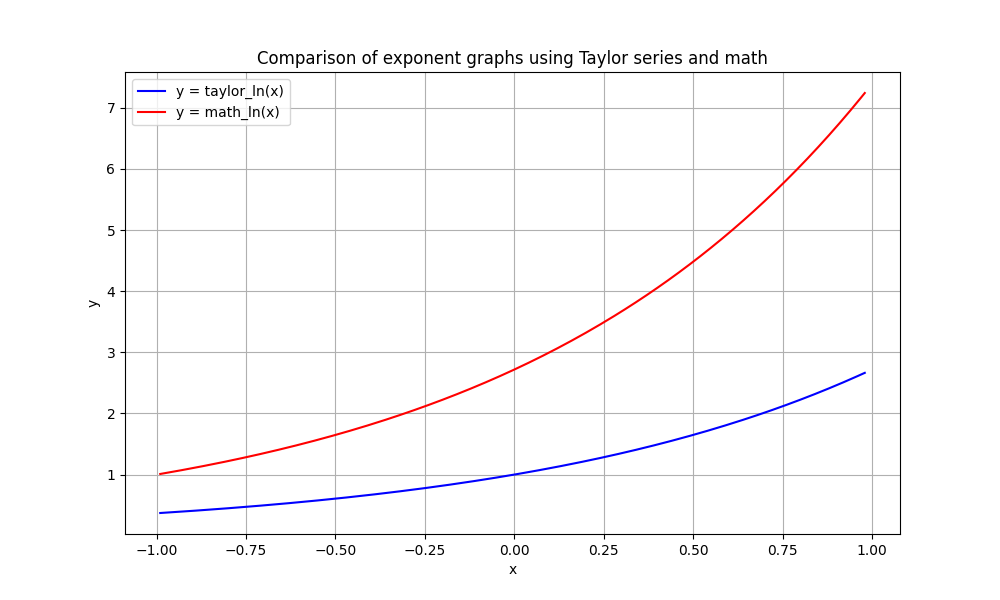 Comparison of exponent graphs using Taylor series and math
y = taylor_ln(x)
y = math_ln(x)
7
6
5
4
3
2
1
y
−1.00 −0.75 −0.50 −0.25 0.00 0.25 0.50 0.75 1.00
x